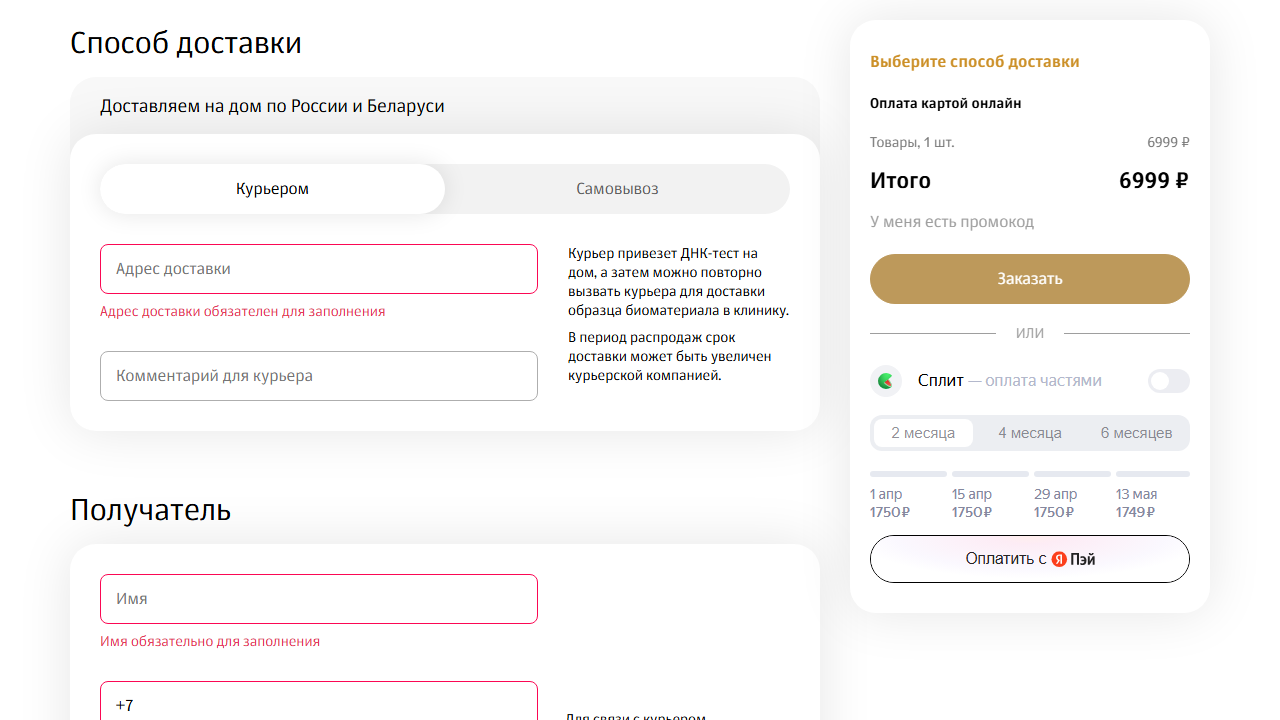 Способ доставки
Доставляем на дом по России и Беларуси
Курьером
Самовывоз
Адрес доставки
Адрес доставки обязателен для заполнения
Комментарий для курьера
Курьер привезет ДНК-тест на
дом, а затем можно повторно
вызвать курьера для доставки
образца биоматериала в клинику.
В период распродаж срок
доставки может быть увеличен
курьерской компанией.
Получатель
Имя
Имя обязательно для заполнения
+7
Для связи с курьером
Выберите способ доставки
Оплата картой онлайн
Товары, 1 шт. 6999 ₽
Итого 6999 ₽
У меня есть промокод
Заказать
ИЛИ
Сплит — оплата частями
2 месяца 4 месяца 6 месяцев
1 апр 15 апр 29 апр 13 мая
1750 ₽ 1750 ₽ 1750 ₽ 1749 ₽
Оплатить с Я Пэй